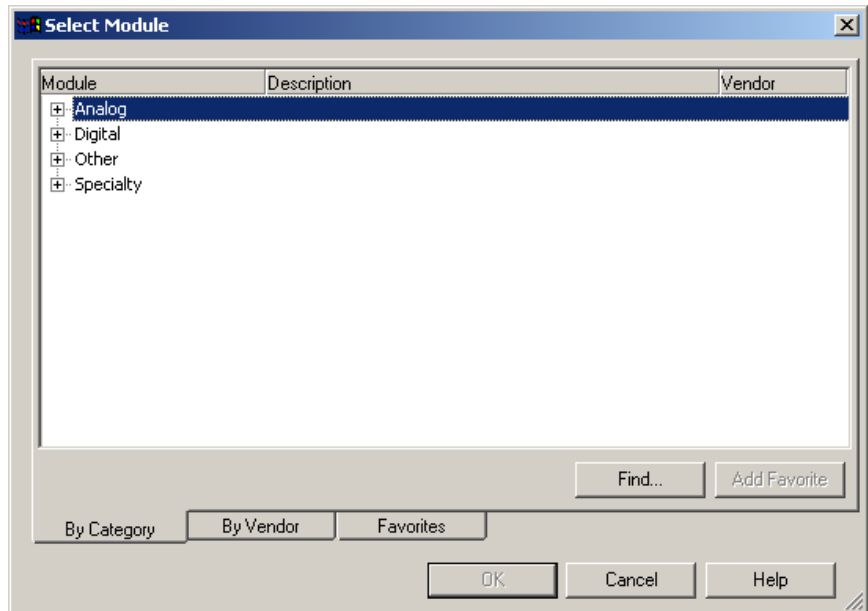 Select Module
Module Description Vendor
Analog
Digital
Other
Specialty
Find... Add Favorite
By Category By Vendor Favorites
OK Cancel Help